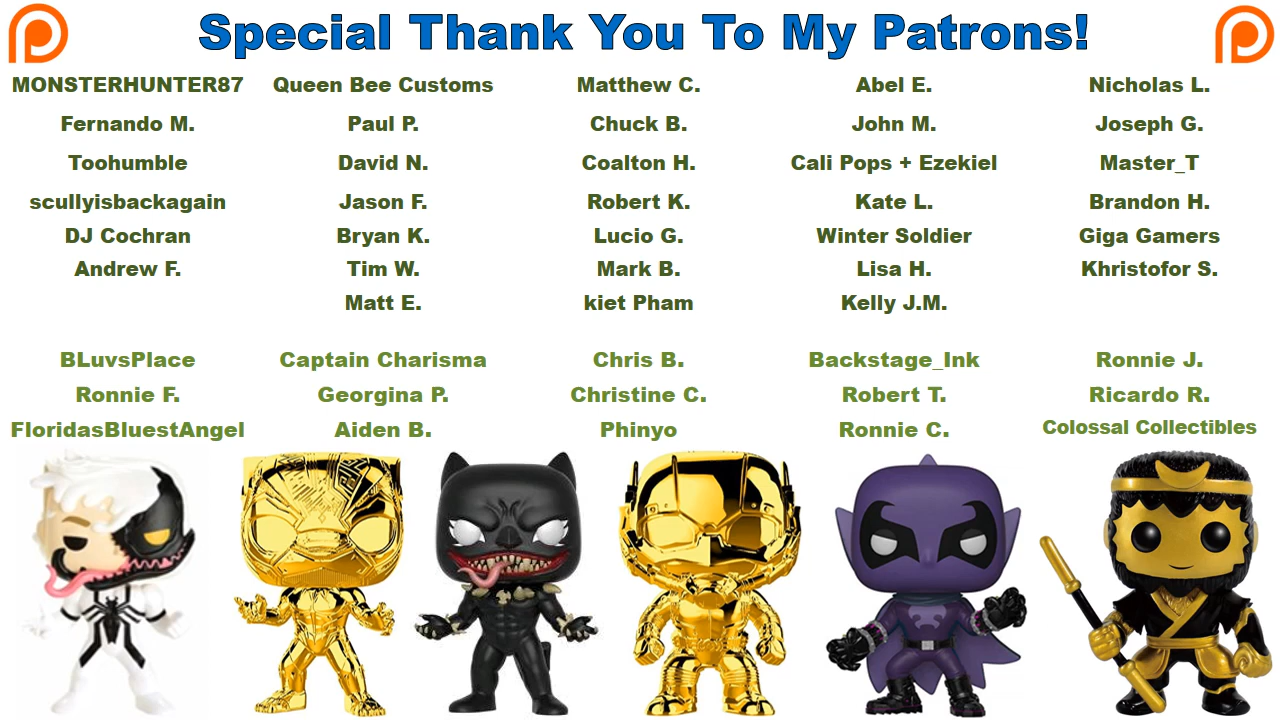 Special Thank You To My Patrons!
MONSTERHUNTER87 Queen Bee Customs Matthew C. Abel E. Nicholas L.
Fernando M. Paul P. Chuck B. John M. Joseph G.
Toohumble David N. Coalton H. Cali Pops + Ezekiel Master_T
scullyisbackagain Jason F. Robert K. Kate L. Brandon H.
DJ Cochran Bryan K. Lucio G. Winter Soldier Giga Gamers
Andrew F. Tim W. Mark B. Lisa H. Khristofor S.
Matt E. kiet Pham Kelly J.M.
BLuvsPlace Captain Charisma Chris B. Backstage_Ink Ronnie J.
Ronnie F. Georgina P. Christine C. Robert T. Ricardo R.
FloridasBluestAngel Aiden B. Phinyo Ronnie C. Colossal Collectibles